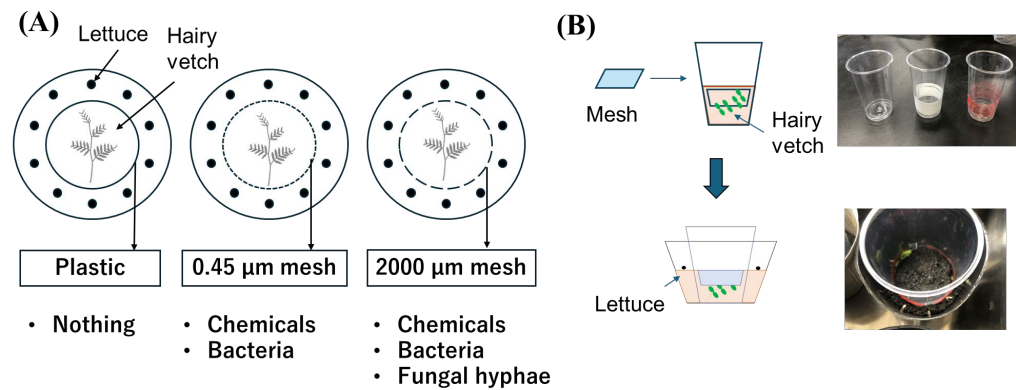 (A)
Lettuce
Hairy
vetch
Plastic
0.45 μm mesh
2000 μm mesh
• Nothing
• Chemicals
• Bacteria
• Chemicals
• Bacteria
• Fungal hyphae
(B)
Mesh
Hairy
vetch
Lettuce